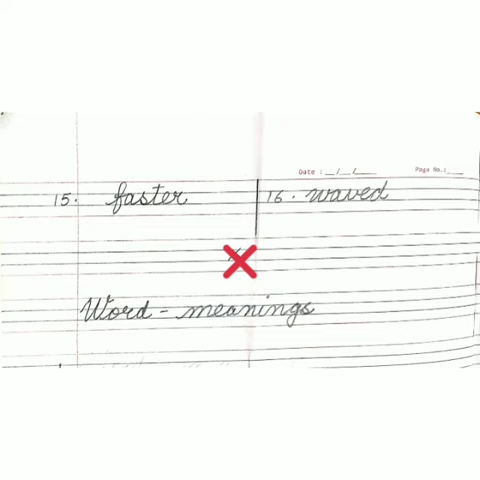 Date : __/__/____ Page No.:____
15. faster 16. waved
Word - meanings